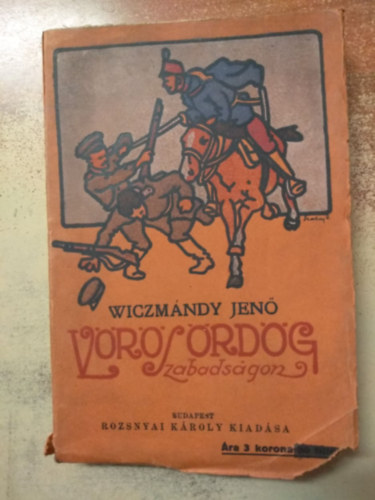 WICZMÁNDY JENŐ
VÖRÖS ÖRDÖG
szabadságon
BUDAPEST
ROZSNYAI KÁROLY KIADÁSA
Ára 3 korona